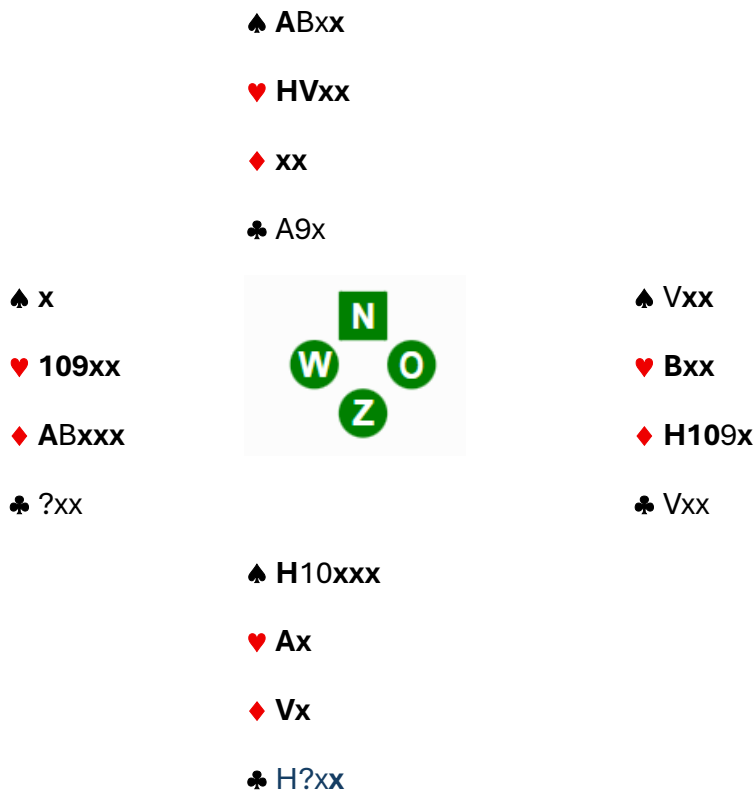 ♠ ABxx
♥ HVxx
♦ xx
♣ A9x
♠ x
♥ 109xx
♦ ABxxx
♣ ?xx
N
W O
Z
♠ Vxx
♥ Bxx
♦ H109x
♣ Vxx
♠ H10xxx
♥ Ax
♦ Vx
♣ H?xx